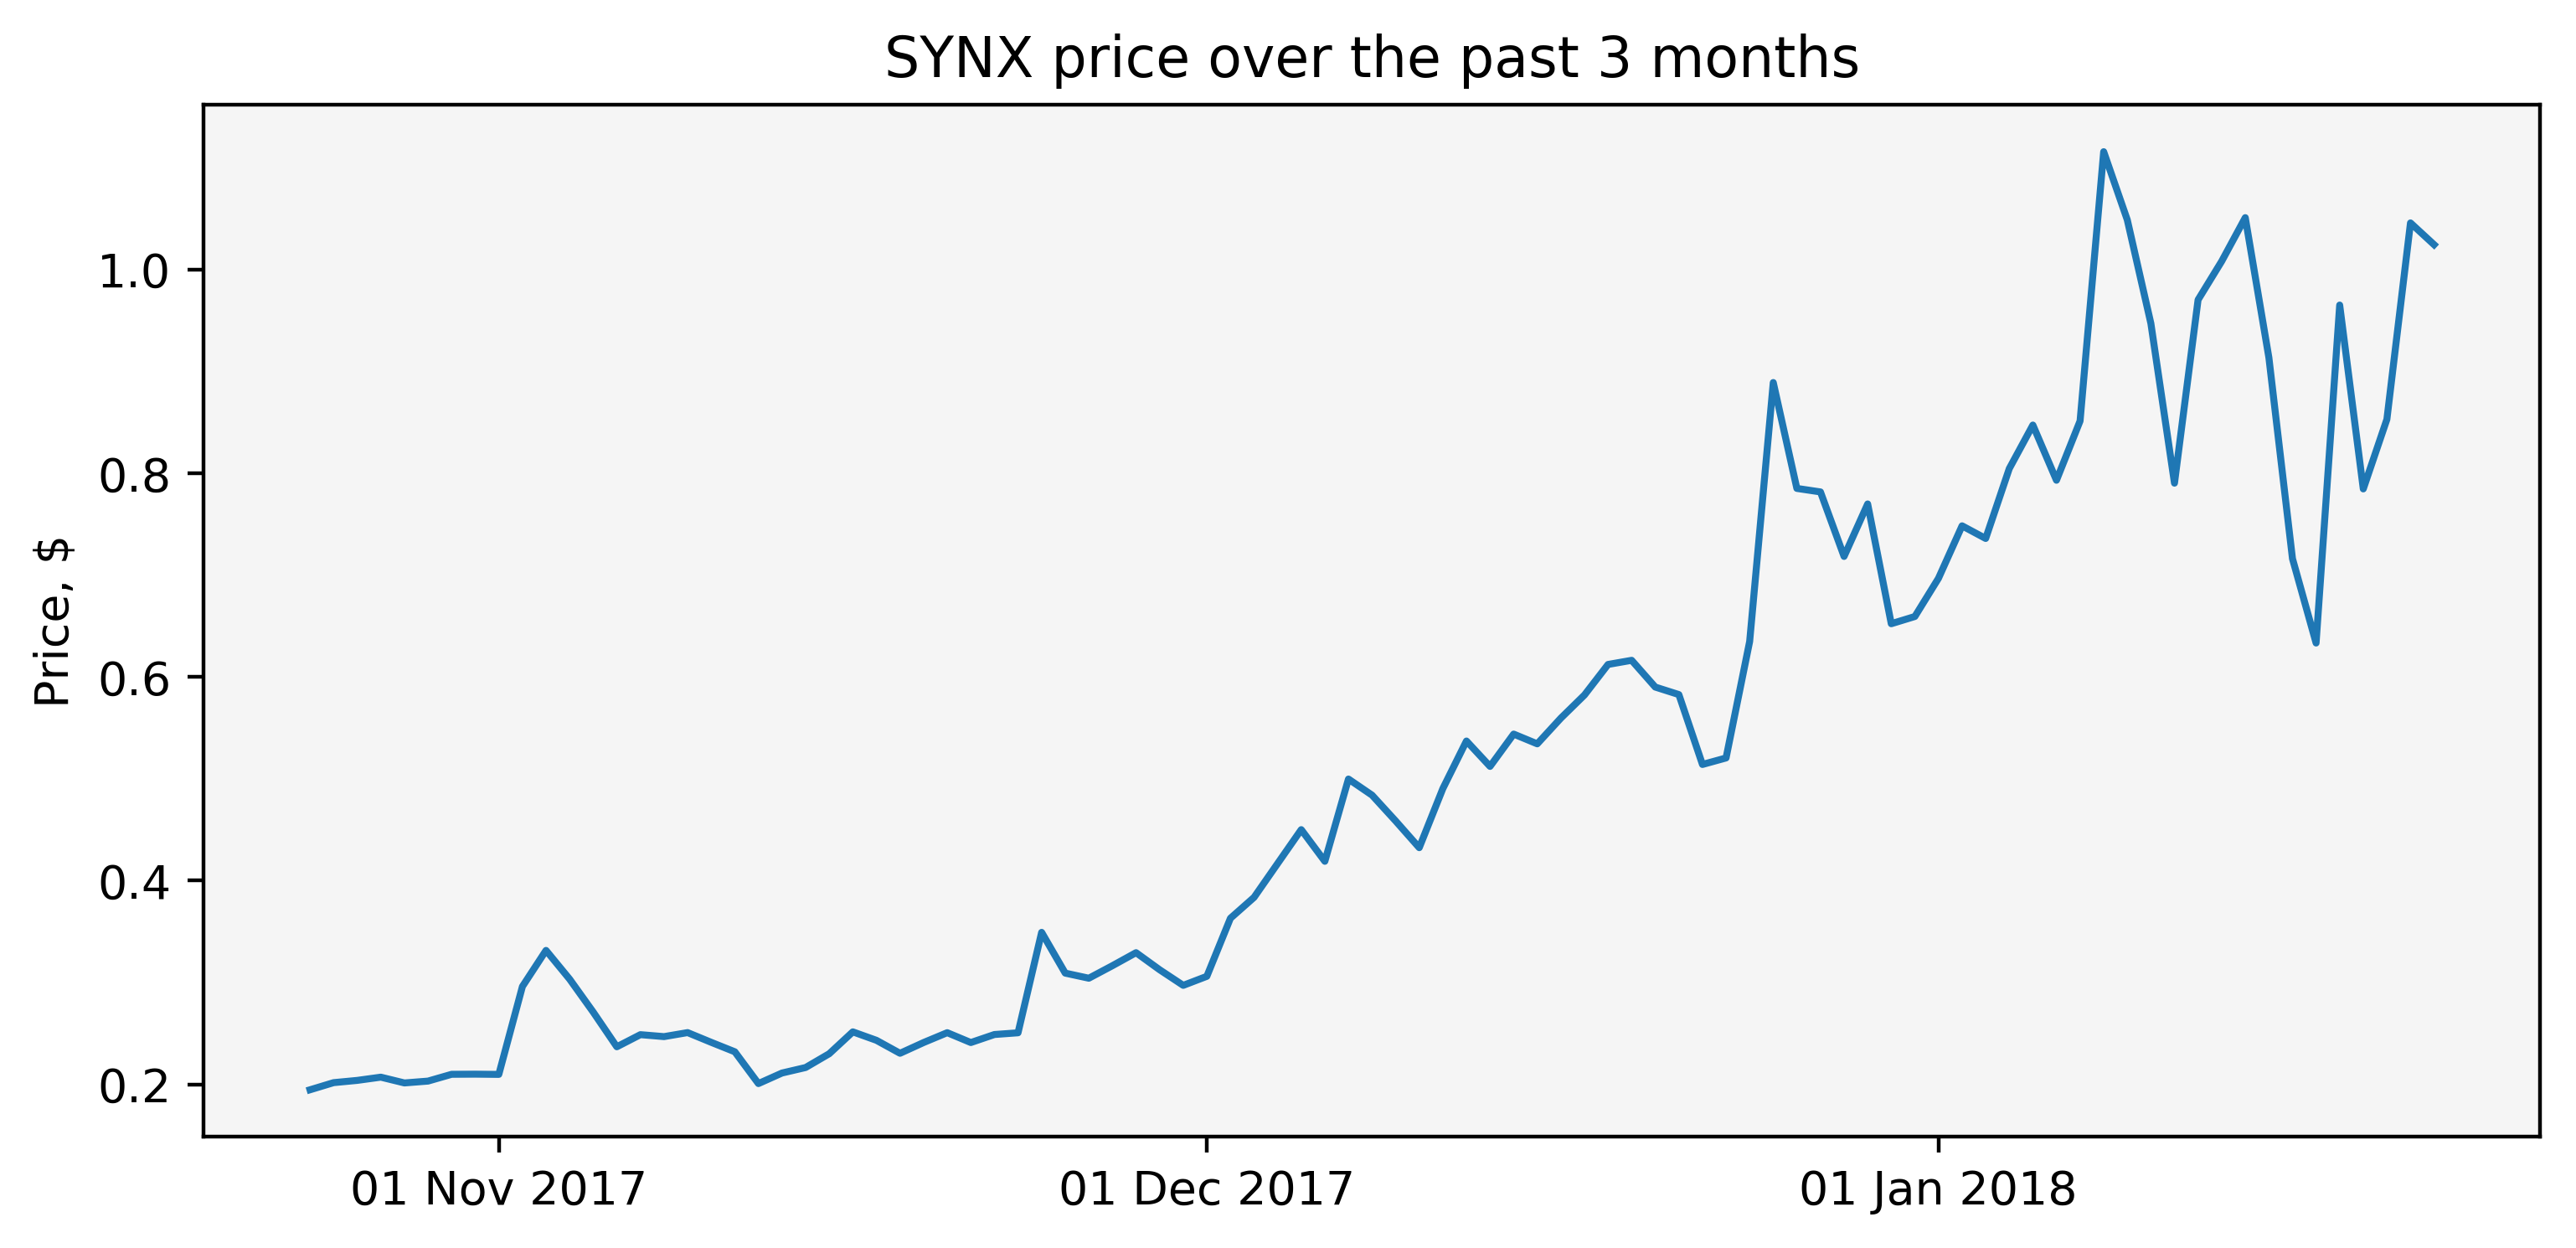 SYNX price over the past 3 months
Price, $
1.0
0.8
0.6
0.4
0.2
01 Nov 2017
01 Dec 2017
01 Jan 2018